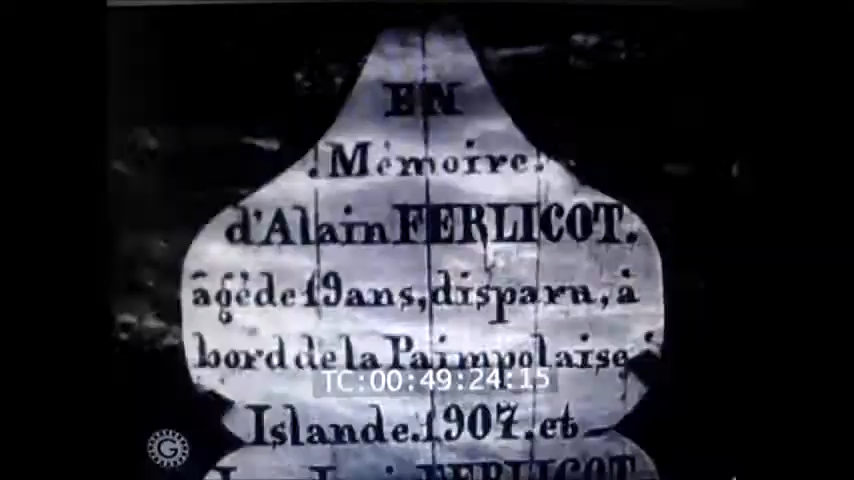 EN
.Mémoire.
d'Alain FERLICOT.
âgé de 19 ans, disparu, à
bord de la Paimpolaise
TC:00:49:24:15
Islande.1907.et
FERLICOT
G